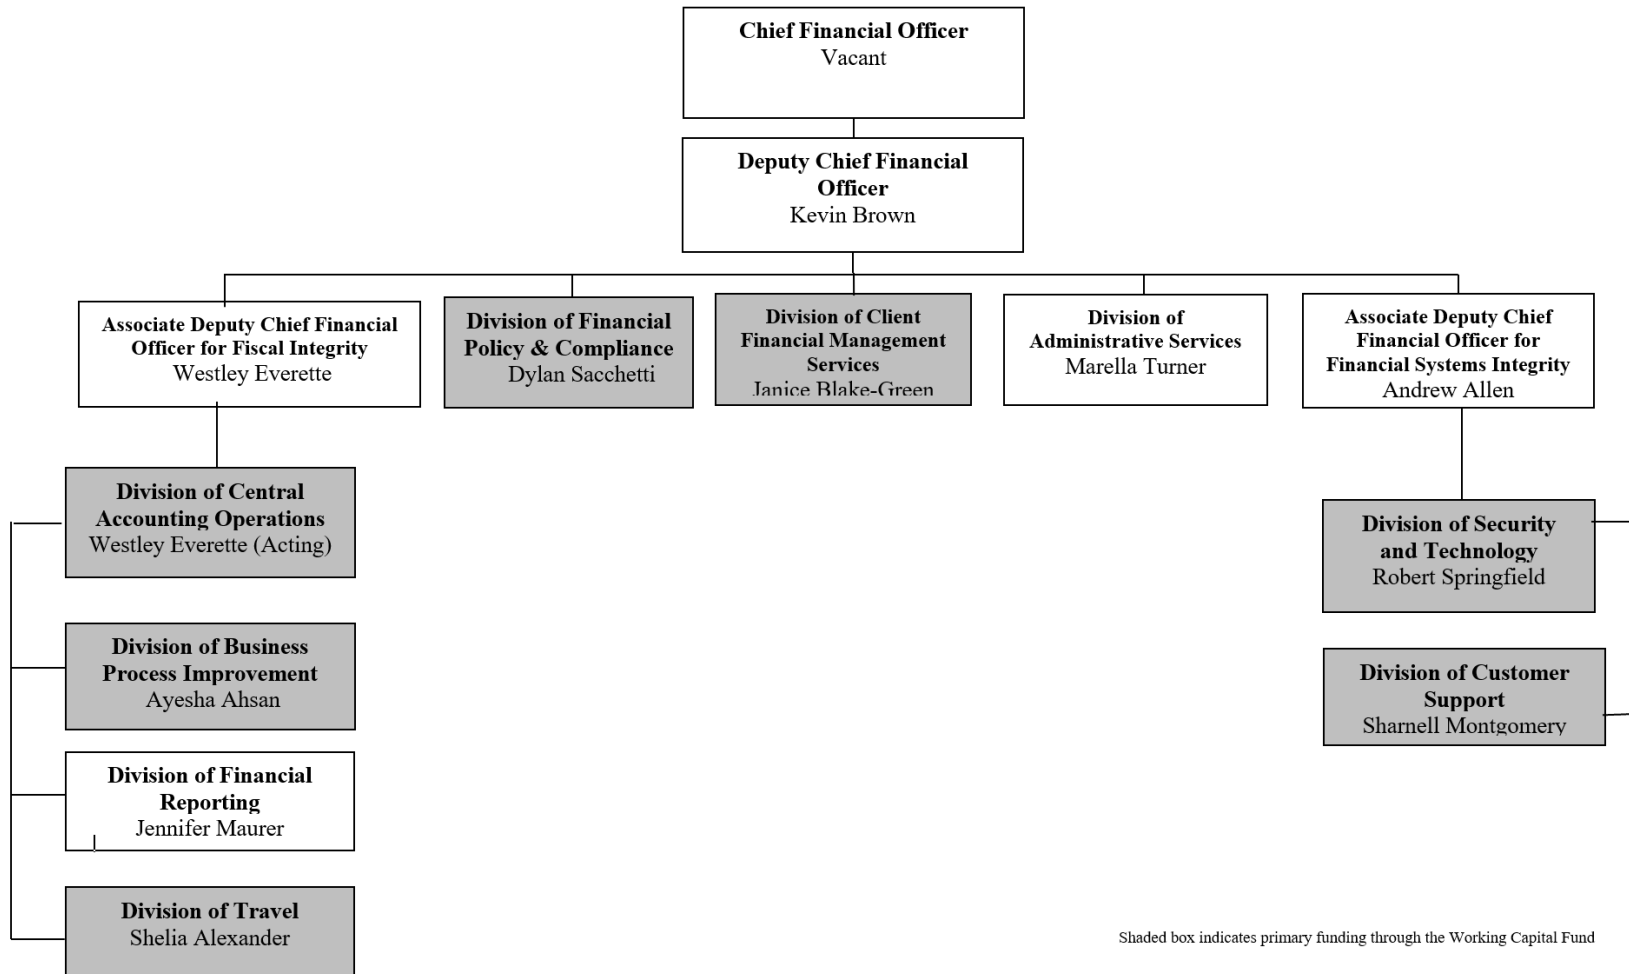 Chief Financial Officer
Vacant
Deputy Chief Financial
Officer
Kevin Brown
Associate Deputy Chief Financial
Officer for Fiscal Integrity
Westley Everette
Division of Financial
Policy & Compliance
Dylan Sacchetti
Division of Client
Financial Management
Services
Janice Blake-Green
Division of
Administrative Services
Marella Turner
Associate Deputy Chief
Financial Officer for
Financial Systems Integrity
Andrew Allen
Division of Central
Accounting Operations
Westley Everette (Acting)
Division of Security
and Technology
Robert Springfield
Division of Business
Process Improvement
Ayesha Ahsan
Division of Customer
Support
Sharnell Montgomery
Division of Financial
Reporting
Jennifer Maurer
Division of Travel
Shelia Alexander
Shaded box indicates primary funding through the Working Capital Fund